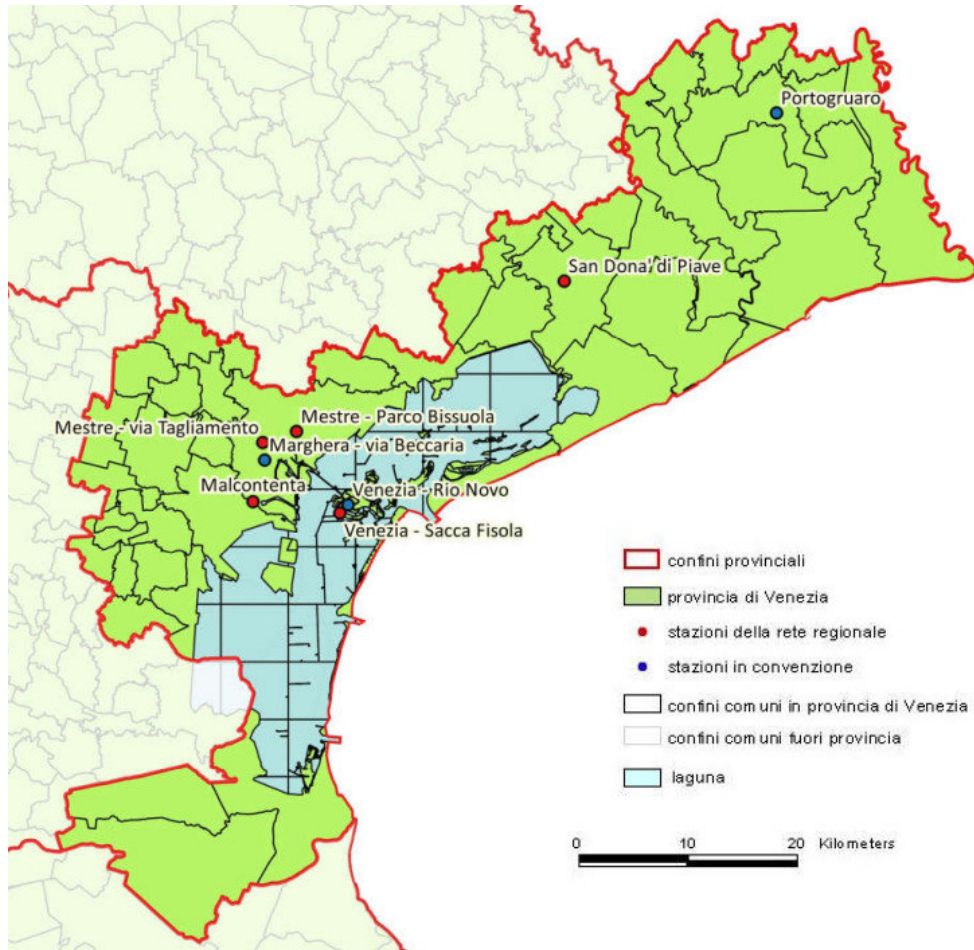 Portogruaro
San Dona' di Piave
Mestre - Parco Bissuola
Mestre - via Tagliamento
Marghera - via Beccaria
Malcontenta
Venezia - Rio Novo
Venezia - Sacca Fisola
confini provinciali
provincia di Venezia
stazioni della rete regionale
stazioni in convenzione
confini comuni in provincia di Venezia
confini comuni fuori provincia
laguna
0 10 20 Kilometers